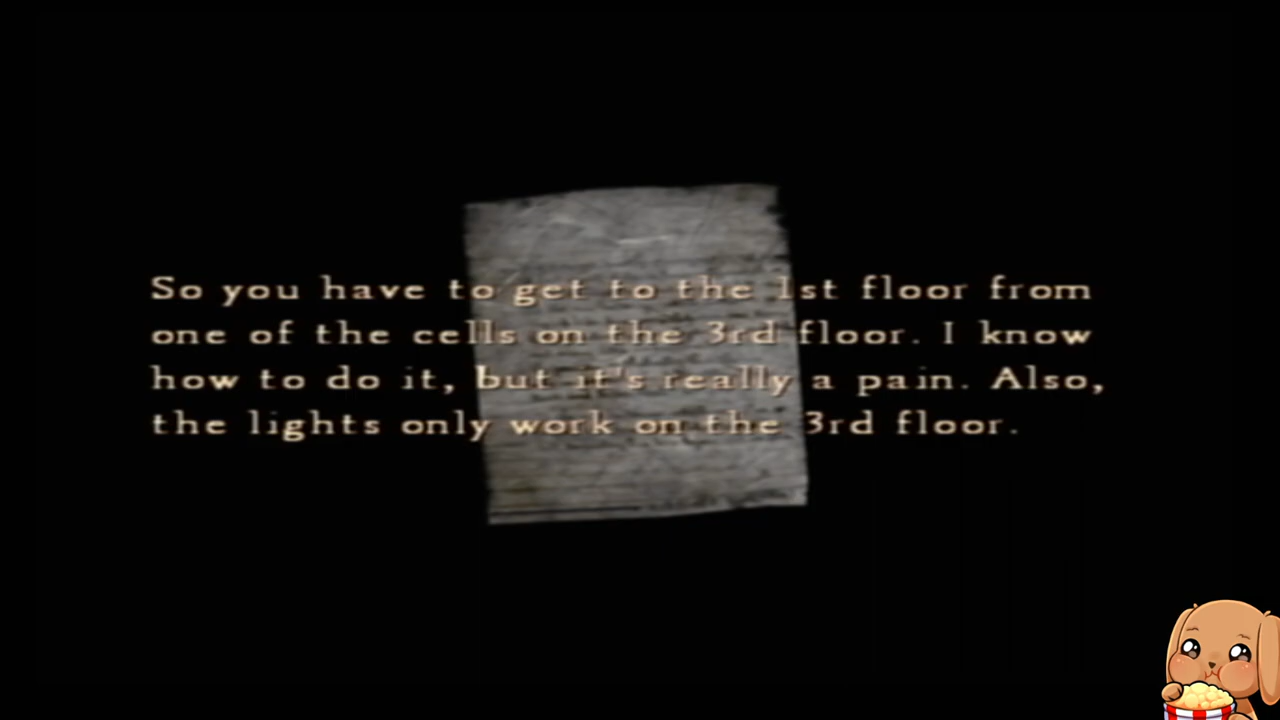 So you have to get to the 1st floor from
one of the cells on the 3rd floor. I know
how to do it, but it's really a pain. Also,
the lights only work on the 3rd floor.